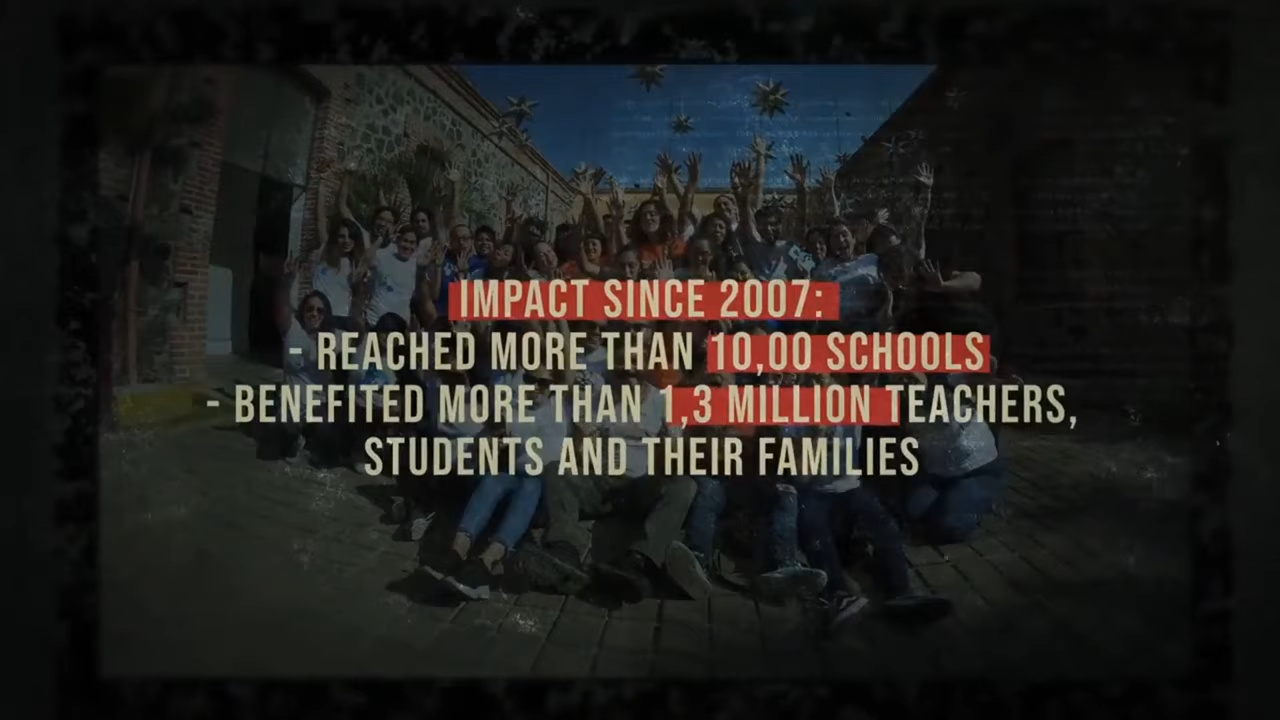 IMPACT SINCE 2007:
- REACHED MORE THAN 10,00 SCHOOLS
- BENEFITED MORE THAN 1,3 MILLION TEACHERS,
STUDENTS AND THEIR FAMILIES